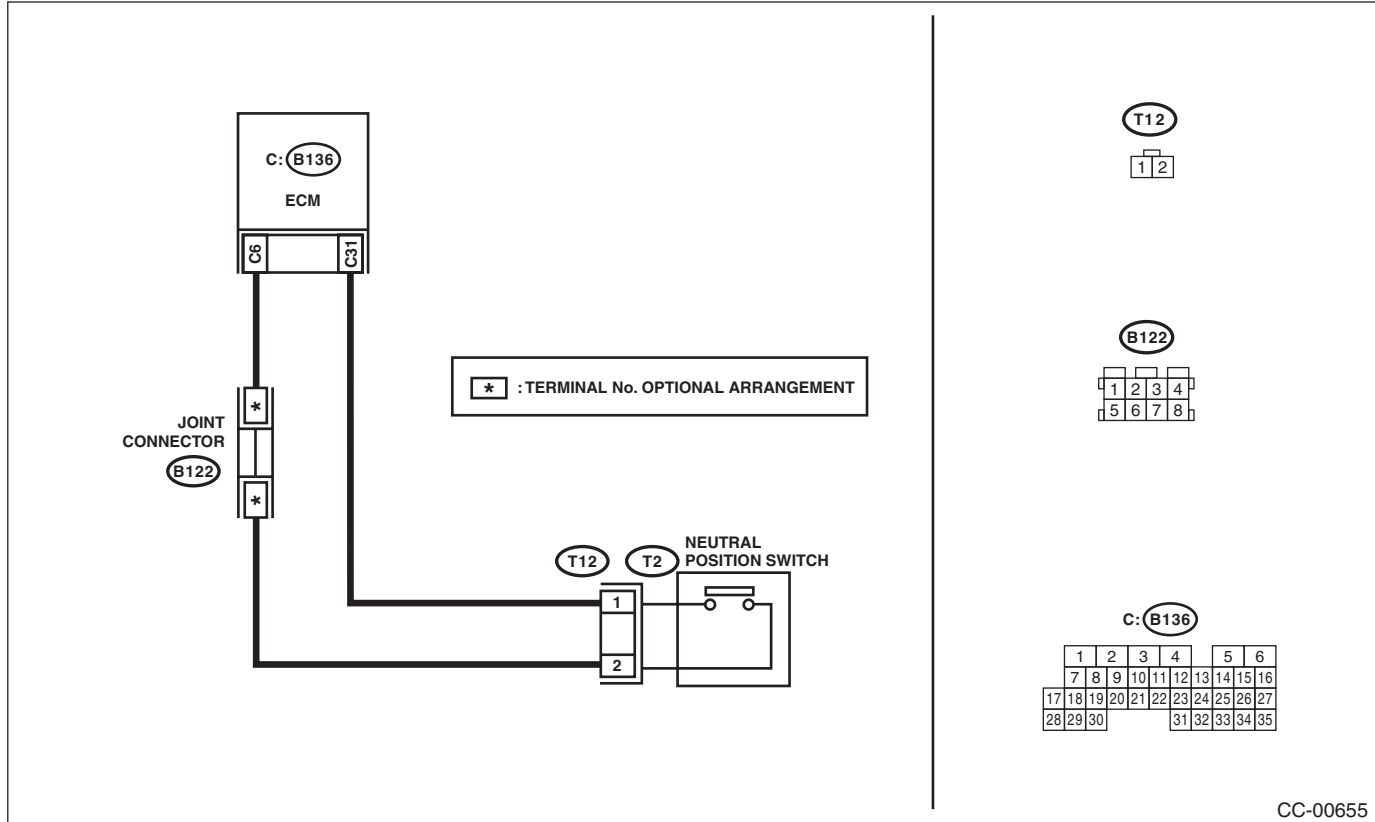 C: B136
ECM
C6 C31
* : TERMINAL No. OPTIONAL ARRANGEMENT
*
JOINT
CONNECTOR
B122
*
T12 T2 NEUTRAL
POSITION SWITCH
1
2
T12
1 2
B122
1 2 3 4
5 6 7 8
C: B136
1 2 3 4 5 6
7 8 9 10 11 12 13 14 15 16
17 18 19 20 21 22 23 24 25 26 27
28 29 30 31 32 33 34 35
CC-00655